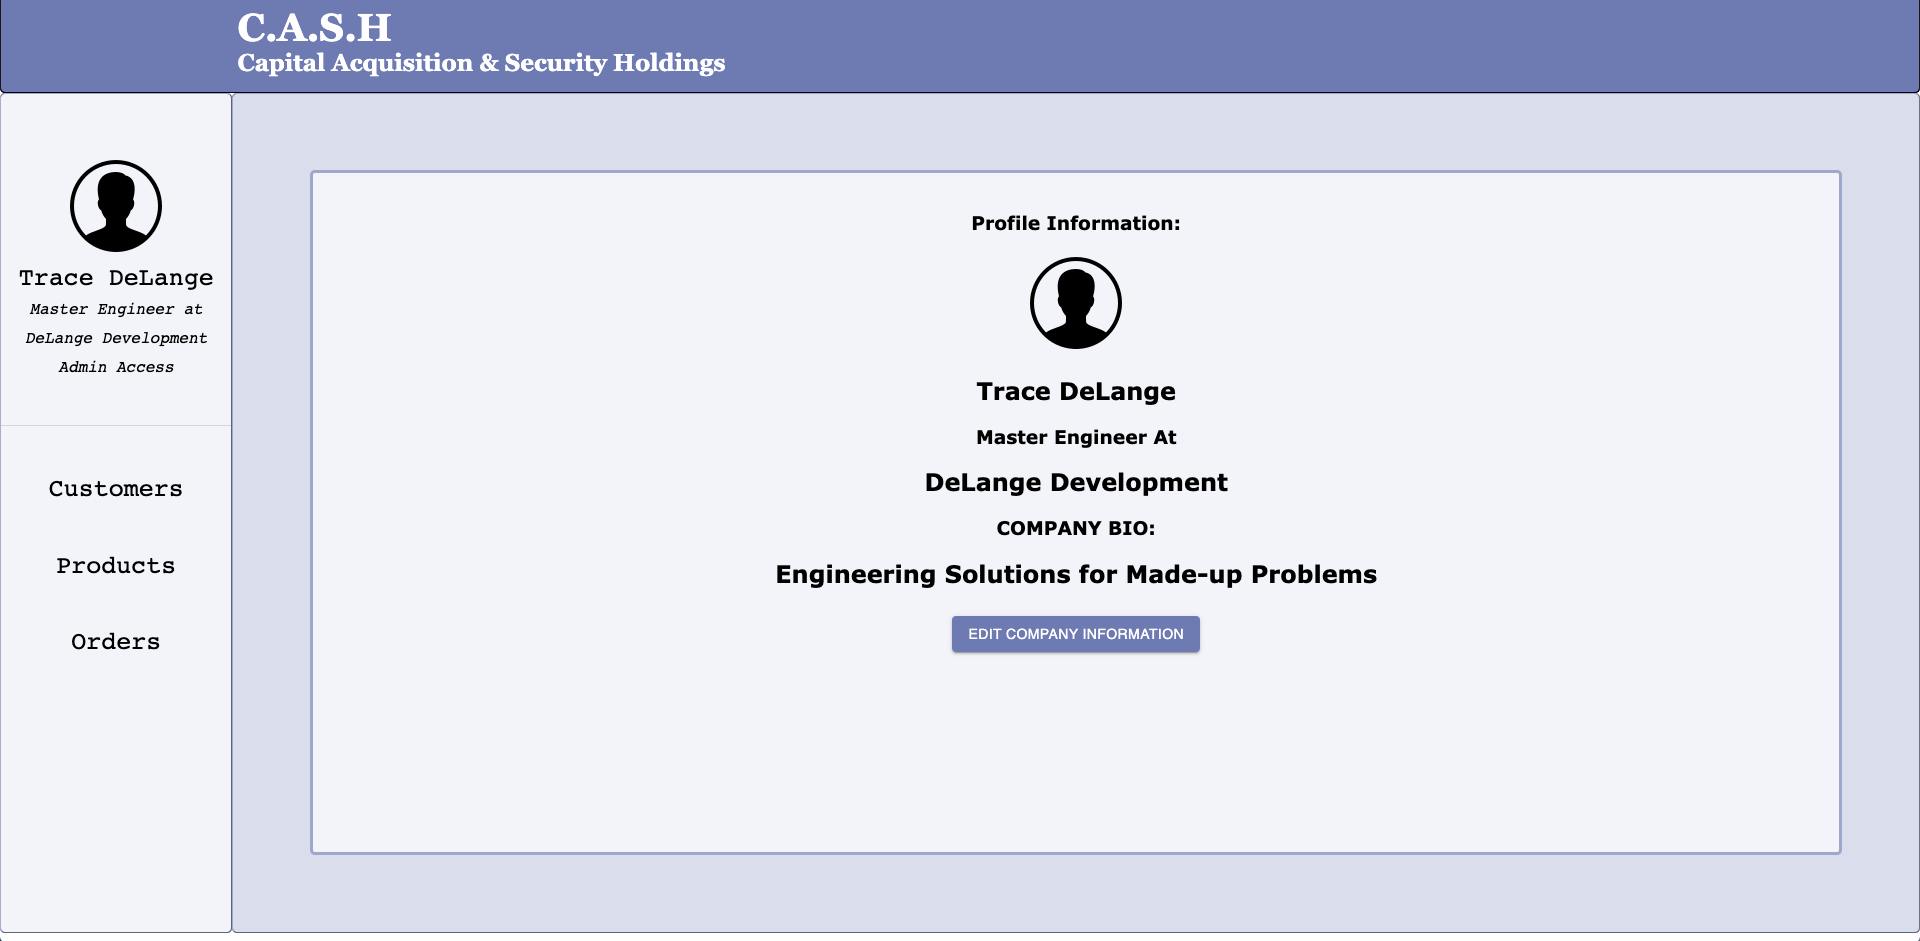 C.A.S.H
Capital Acquisition & Security Holdings
Trace DeLange
Master Engineer at
DeLange Development
Admin Access
Customers
Products
Orders
Profile Information:
Trace DeLange
Master Engineer At
DeLange Development
COMPANY BIO:
Engineering Solutions for Made-up Problems
EDIT COMPANY INFORMATION